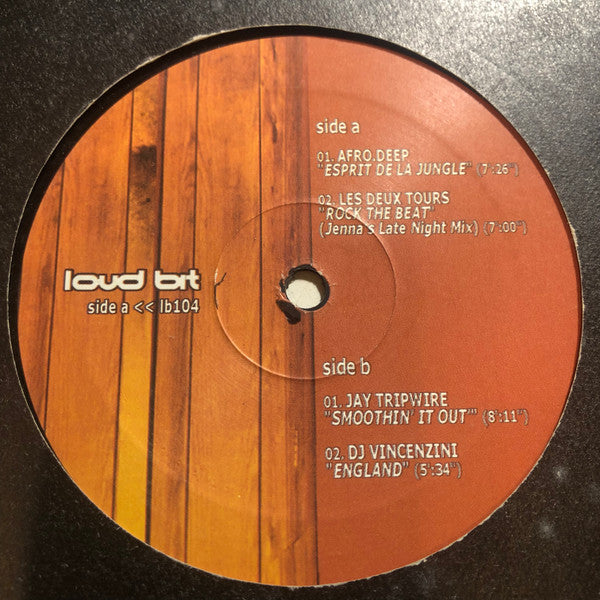 side a
01. AFRO.DEEP
"ESPRIT DE LA JUNGLE" (7':26")
02. LES DEUX TOURS
"ROCK THE BEAT"
(Jenna's Late Night Mix) (7':00")
loud bit
side a << lb104
side b
01. JAY TRIPWIRE
"SMOOTHIN' IT OUT'" (8':11")
02. DJ VINCENZINI
"ENGLAND" (5':34")